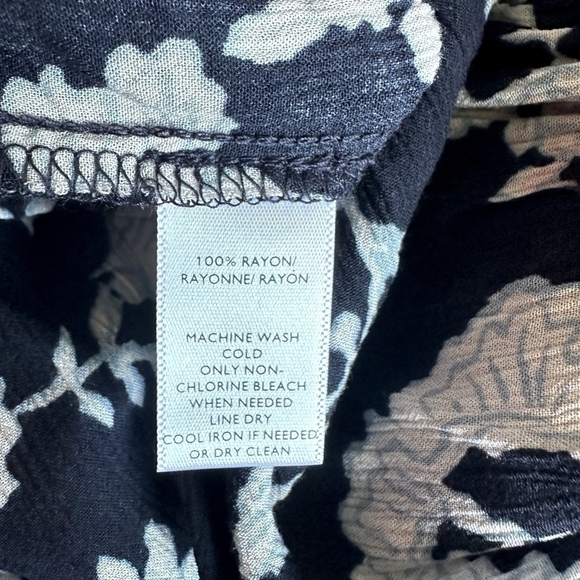 100% RAYON/
RAYONNE/ RAYÓN
MACHINE WASH
COLD
ONLY NON-
CHLORINE BLEACH
WHEN NEEDED
LINE DRY
COOL IRON IF NEEDED
OR DRY CLEAN